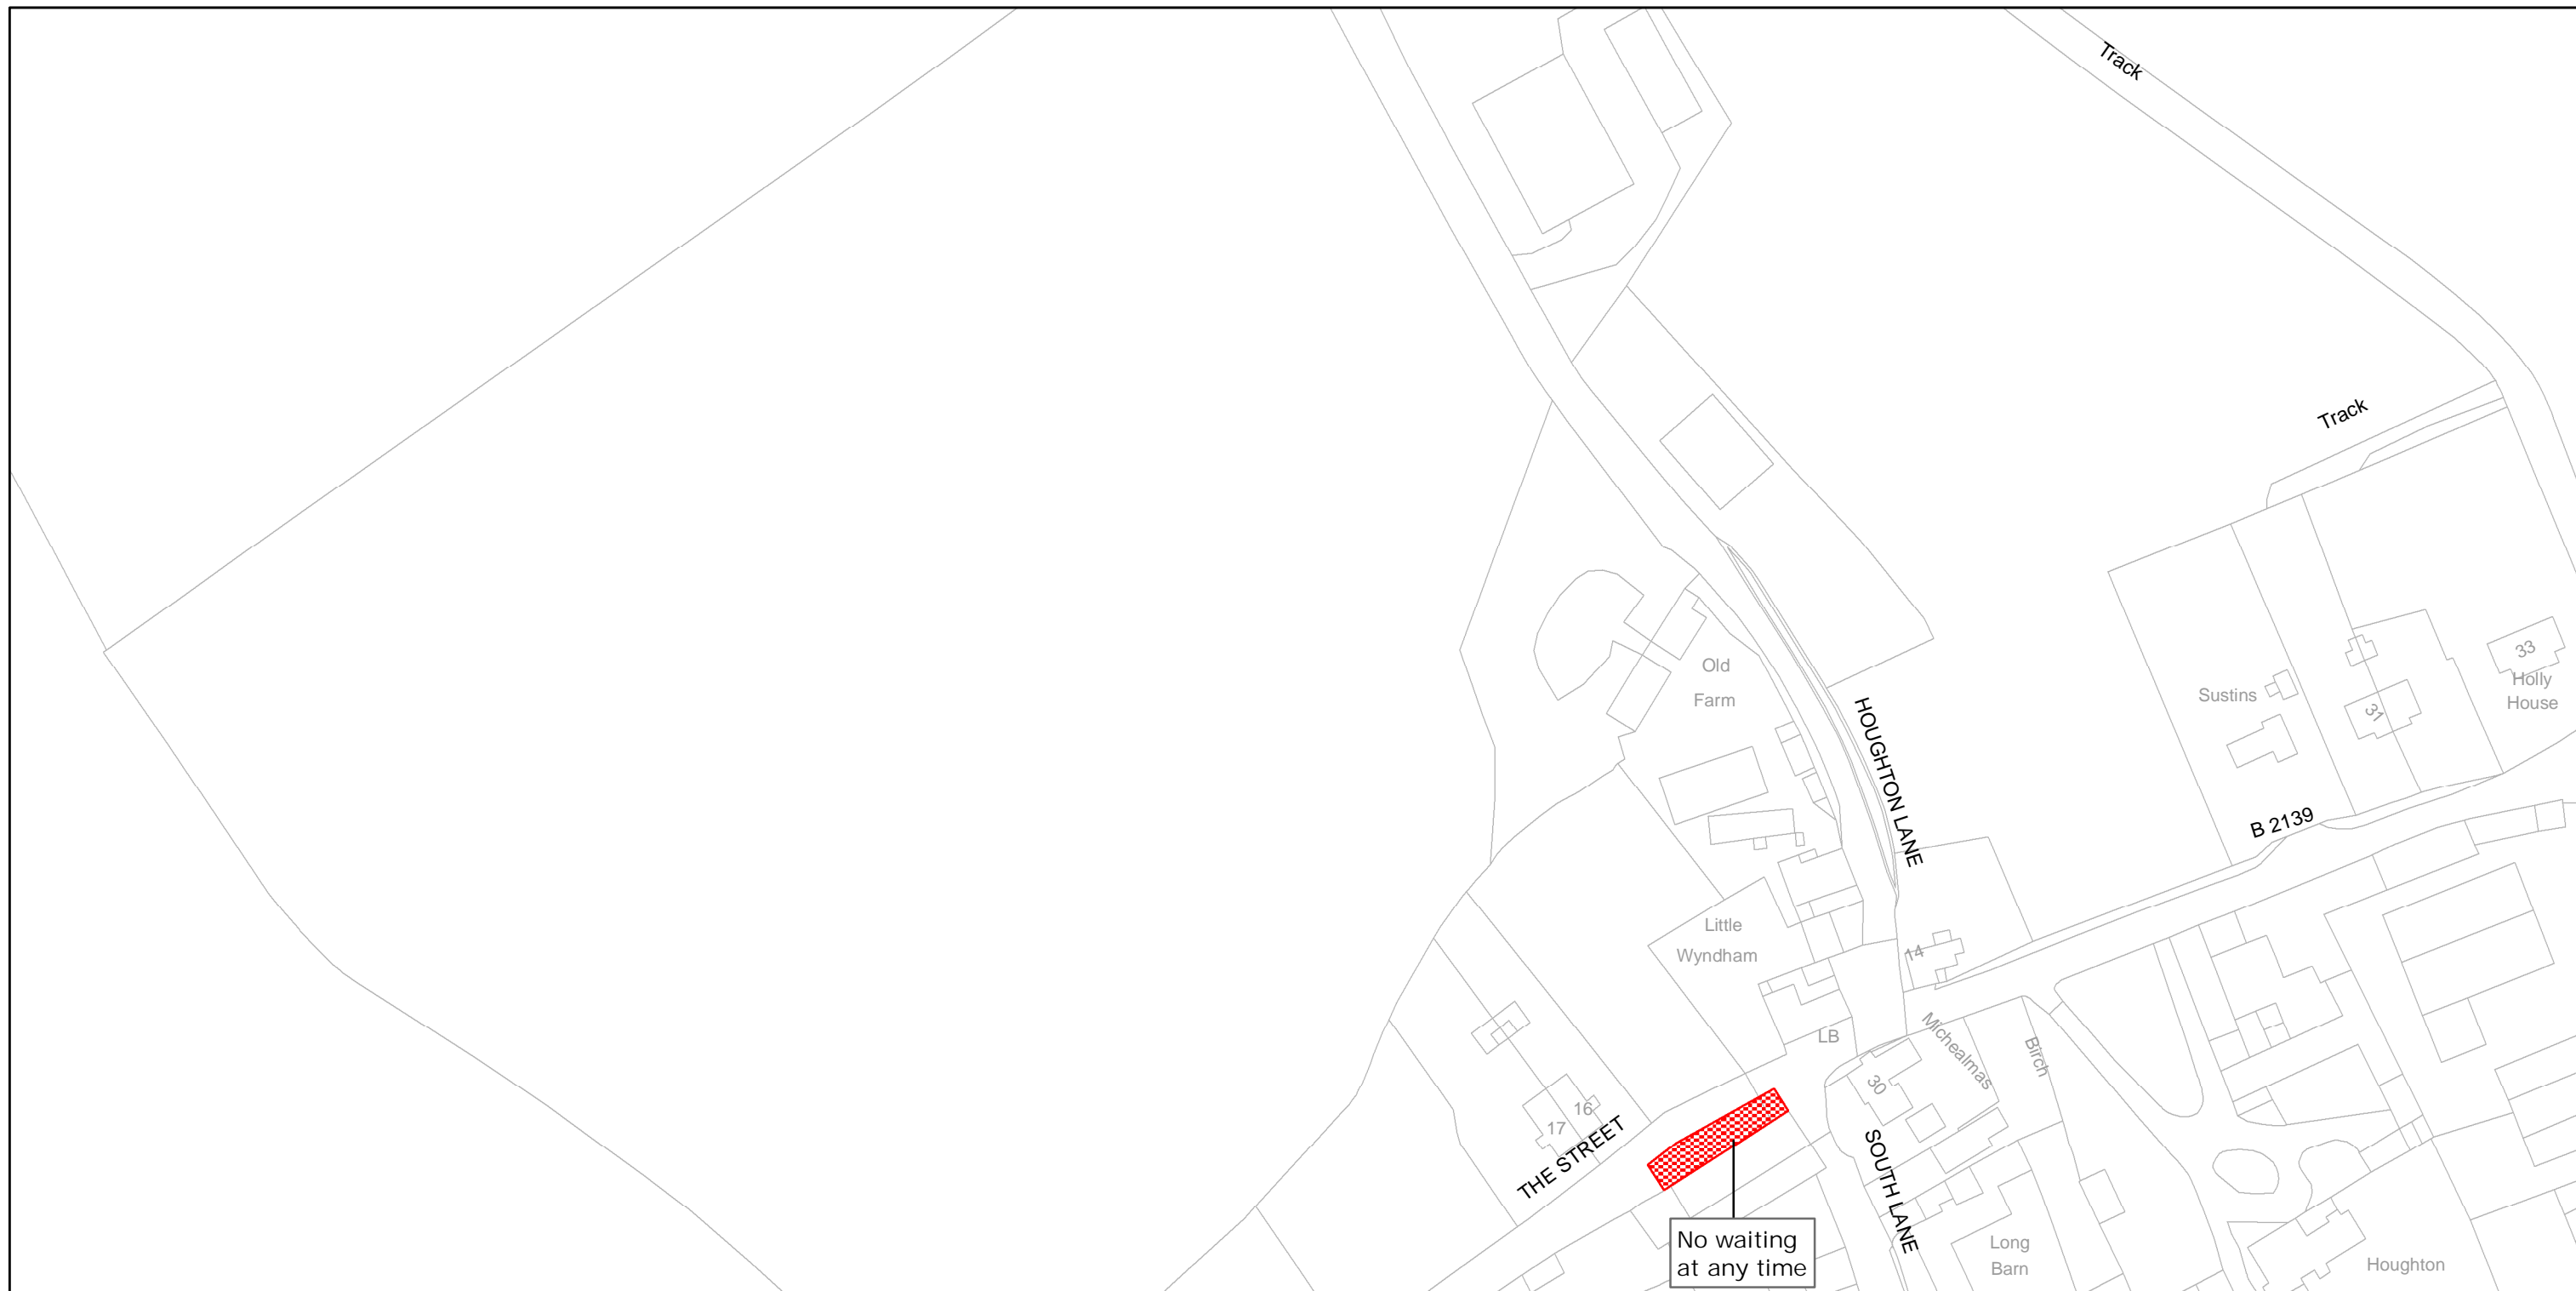 Track
Track
Old
Farm
HOUGHTON LANE
33
Holly
House
Sustins
31
B 2139
Little
Wyndham
14
LB
Michealmas
Birch
30
16
17
THE STREET
SOUTH LANE
No waiting
at any time
Long
Barn
Houghton